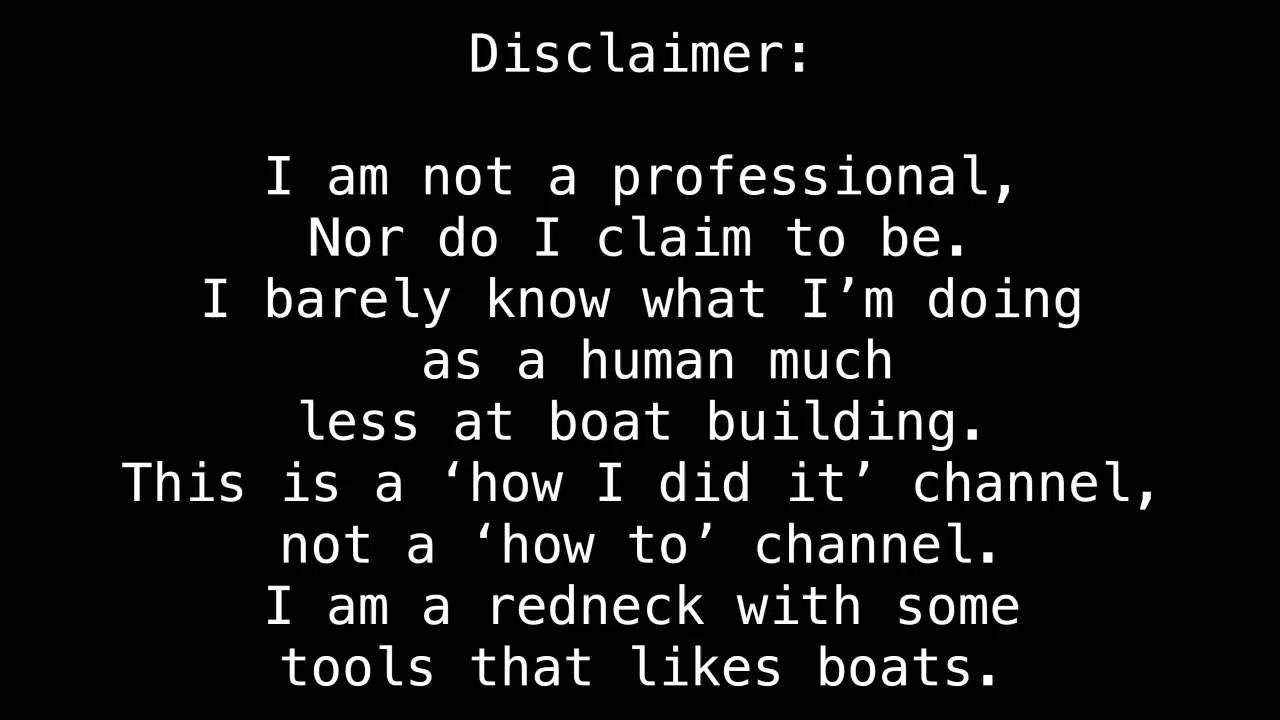 Disclaimer:
I am not a professional,
Nor do I claim to be.
I barely know what I’m doing
as a human much
less at boat building.
This is a ‘how I did it’ channel,
not a ‘how to’ channel.
I am a redneck with some
tools that likes boats.